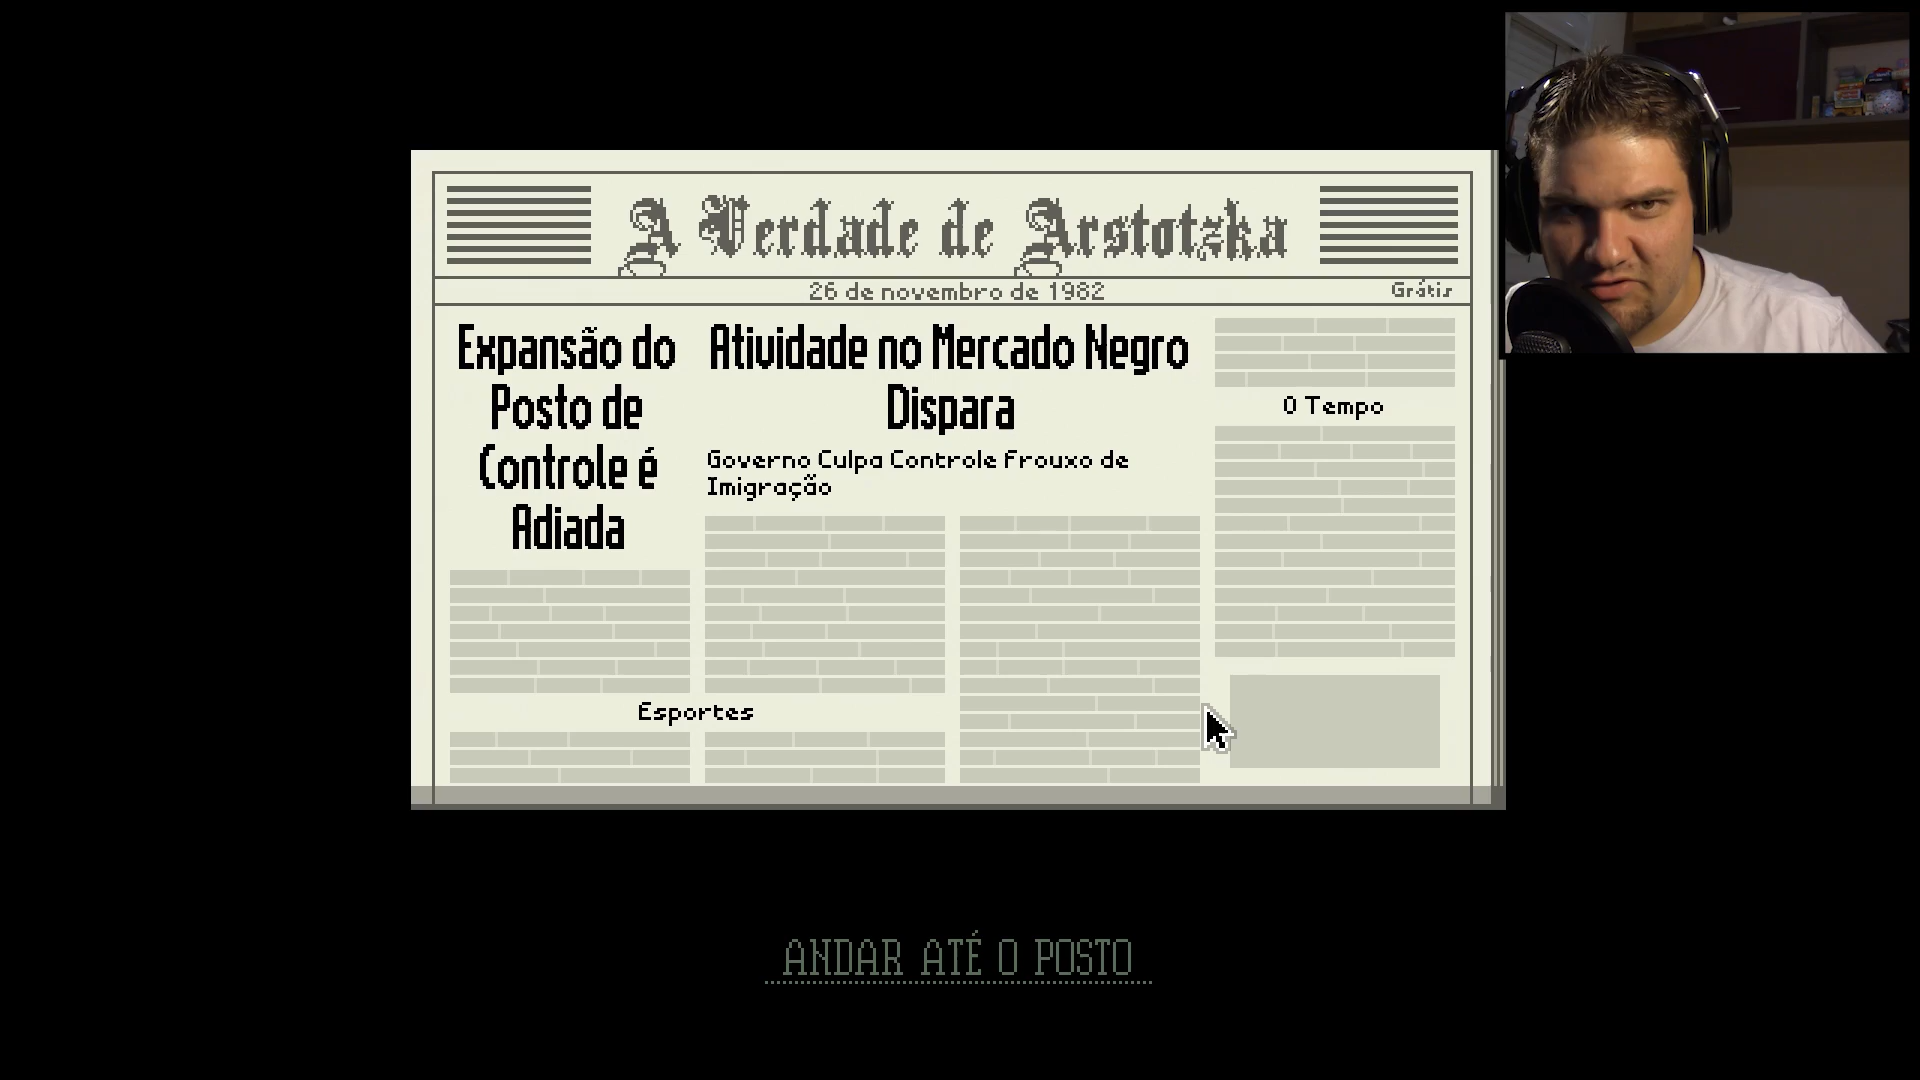 A Verdade de Arstotzka
26 de novembro de 1982
Grátis
Expansão do
Posto de
Controle é
Adiada
Atividade no Mercado Negro
Dispara
Governo Culpa Controle Frouxo de
Imigração
O Tempo
Esportes
ANDAR ATÉ O POSTO